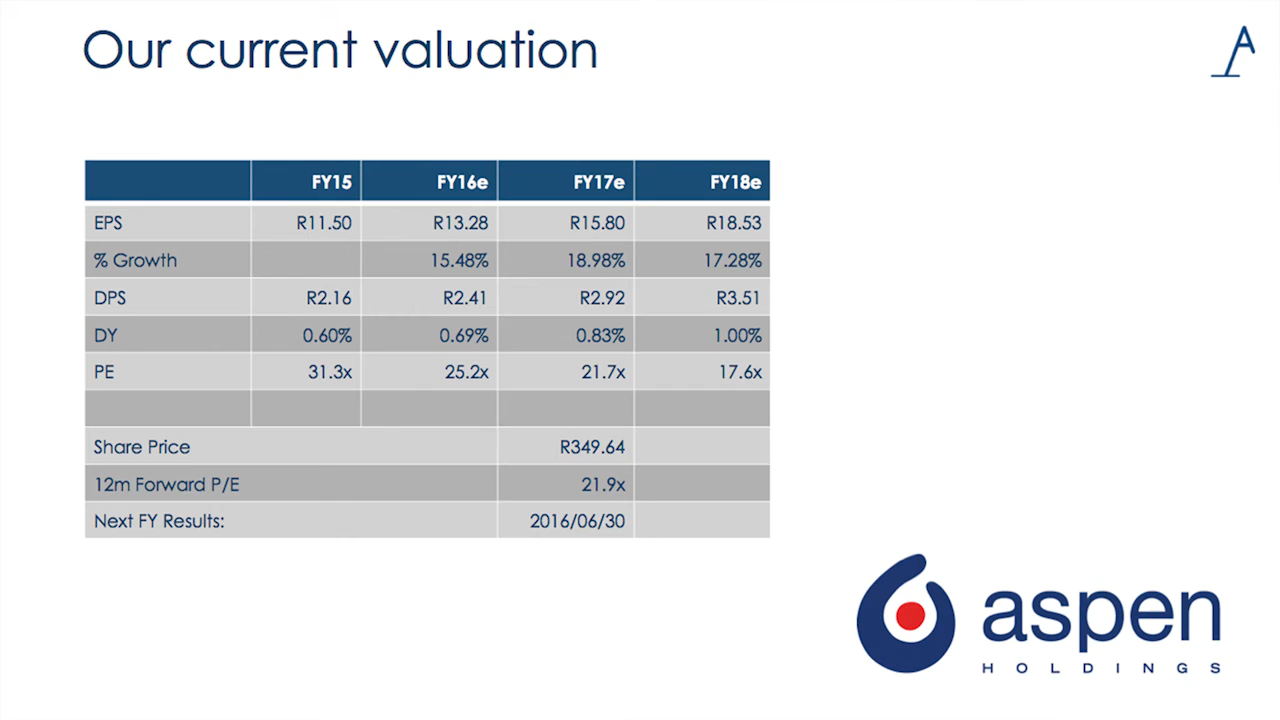 Our current valuation
A
FY15 FY16e FY17e FY18e
EPS R11.50 R13.28 R15.80 R18.53
% Growth 15.48% 18.98% 17.28%
DPS R2.16 R2.41 R2.92 R3.51
DY 0.60% 0.69% 0.83% 1.00%
PE 31.3x 25.2x 21.7x 17.6x
Share Price R349.64
12m Forward P/E 21.9x
Next FY Results: 2016/06/30
aspen
HOLDINGS